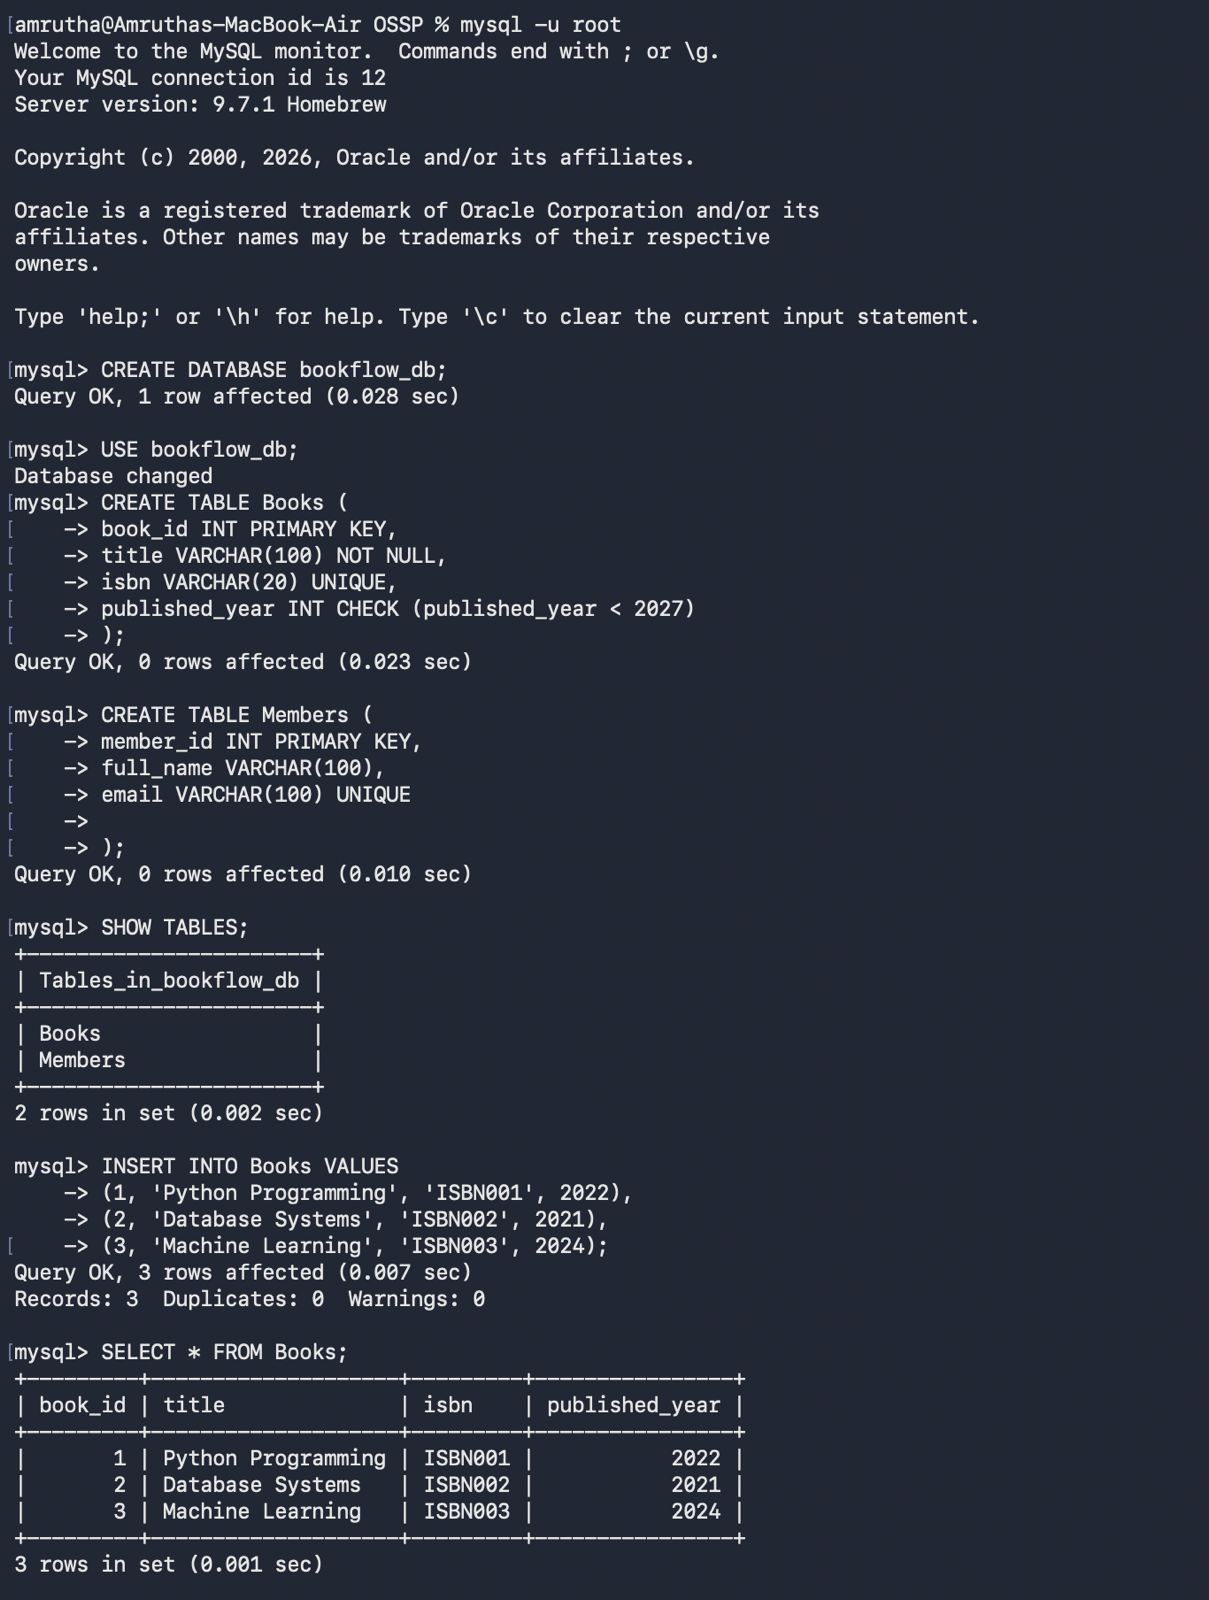 [amrutha@Amruthas-MacBook-Air OSSP % mysql -u root
Welcome to the MySQL monitor.  Commands end with ; or \g.
Your MySQL connection id is 12
Server version: 9.7.1 Homebrew

Copyright (c) 2000, 2026, Oracle and/or its affiliates.

Oracle is a registered trademark of Oracle Corporation and/or its
affiliates. Other names may be trademarks of their respective
owners.

Type 'help;' or '\h' for help. Type '\c' to clear the current input statement.

[mysql> CREATE DATABASE bookflow_db;
Query OK, 1 row affected (0.028 sec)

[mysql> USE bookflow_db;
Database changed
[mysql> CREATE TABLE Books (
[    -> book_id INT PRIMARY KEY,
[    -> title VARCHAR(100) NOT NULL,
[    -> isbn VARCHAR(20) UNIQUE,
[    -> published_year INT CHECK (published_year < 2027)
[    -> );
Query OK, 0 rows affected (0.023 sec)

[mysql> CREATE TABLE Members (
[    -> member_id INT PRIMARY KEY,
[    -> full_name VARCHAR(100),
[    -> email VARCHAR(100) UNIQUE
[    ->
[    -> );
Query OK, 0 rows affected (0.010 sec)

[mysql> SHOW TABLES;
+-----------------------+
| Tables_in_bookflow_db |
+-----------------------+
| Books                 |
| Members               |
+-----------------------+
2 rows in set (0.002 sec)

mysql> INSERT INTO Books VALUES
    -> (1, 'Python Programming', 'ISBN001', 2022),
    -> (2, 'Database Systems', 'ISBN002', 2021),
[    -> (3, 'Machine Learning', 'ISBN003', 2024);
Query OK, 3 rows affected (0.007 sec)
Records: 3  Duplicates: 0  Warnings: 0

[mysql> SELECT * FROM Books;
+---------+--------------------+---------+----------------+
| book_id | title              | isbn    | published_year |
+---------+--------------------+---------+----------------+
|       1 | Python Programming | ISBN001 |           2022 |
|       2 | Database Systems   | ISBN002 |           2021 |
|       3 | Machine Learning   | ISBN003 |           2024 |
+---------+--------------------+---------+----------------+
3 rows in set (0.001 sec)